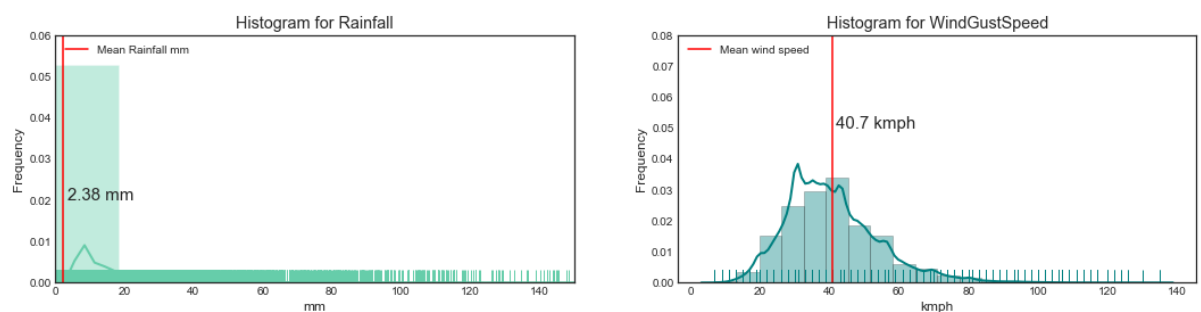 Histogram for Rainfall
0.06
0.05
0.04
0.03
0.02
0.01
0.00
Frequency
Mean Rainfall mm
2.38 mm
0 20 40 60 80 100 120 140
mm
Histogram for WindGustSpeed
0.08
0.07
0.06
0.05
0.04
0.03
0.02
0.01
0.00
Frequency
Mean wind speed
40.7 kmph
0 20 40 60 80 100 120 140
kmph